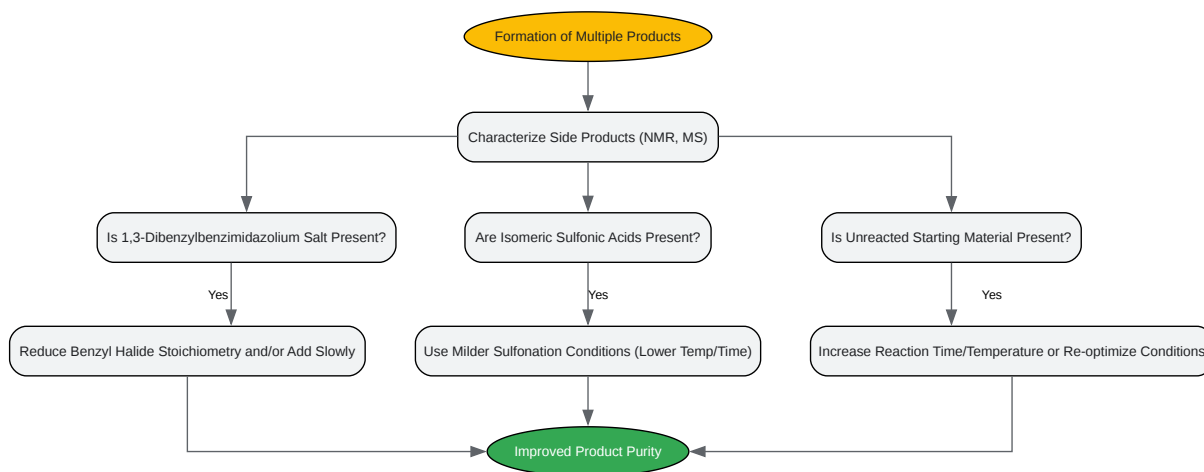 Formation of Multiple Products
Characterize Side Products (NMR, MS)
Is 1,3-Dibenzylbenzimidazolium Salt Present?
Are Isomeric Sulfonic Acids Present?
Is Unreacted Starting Material Present?
Yes
Yes
Yes
Reduce Benzyl Halide Stoichiometry and/or Add Slowly
Use Milder Sulfonation Conditions (Lower Temp/Time)
Increase Reaction Time/Temperature or Re-optimize Conditions
Improved Product Purity